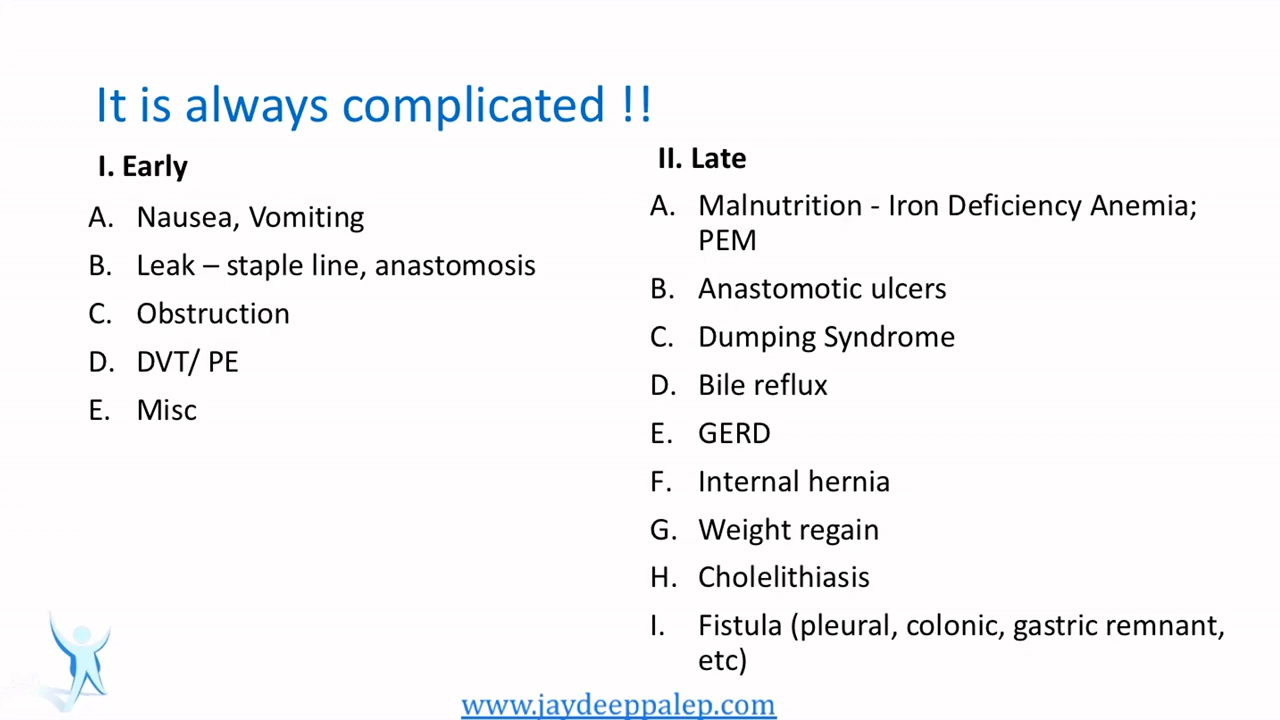 It is always complicated !!
I. Early
A. Nausea, Vomiting
B. Leak – staple line, anastomosis
C. Obstruction
D. DVT/ PE
E. Misc
II. Late
A. Malnutrition - Iron Deficiency Anemia;
PEM
B. Anastomotic ulcers
C. Dumping Syndrome
D. Bile reflux
E. GERD
F. Internal hernia
G. Weight regain
H. Cholelithiasis
I. Fistula (pleural, colonic, gastric remnant,
etc)
www.jaydeeppalep.com